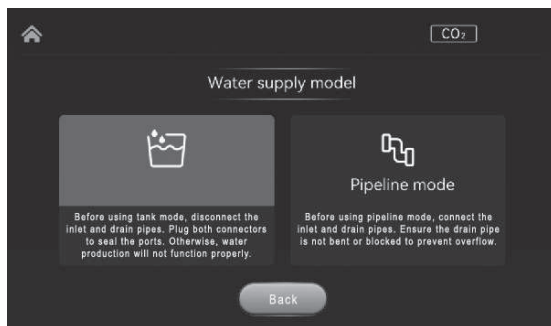 CO₂
Water supply model
Pipeline mode
Before using tank mode, disconnect the
inlet and drain pipes. Plug both connectors
to seal the ports. Otherwise, water
production will not function properly.
Before using pipeline mode, connect the
inlet and drain pipes. Ensure the drain pipe
is not bent or blocked to prevent overflow.
Back